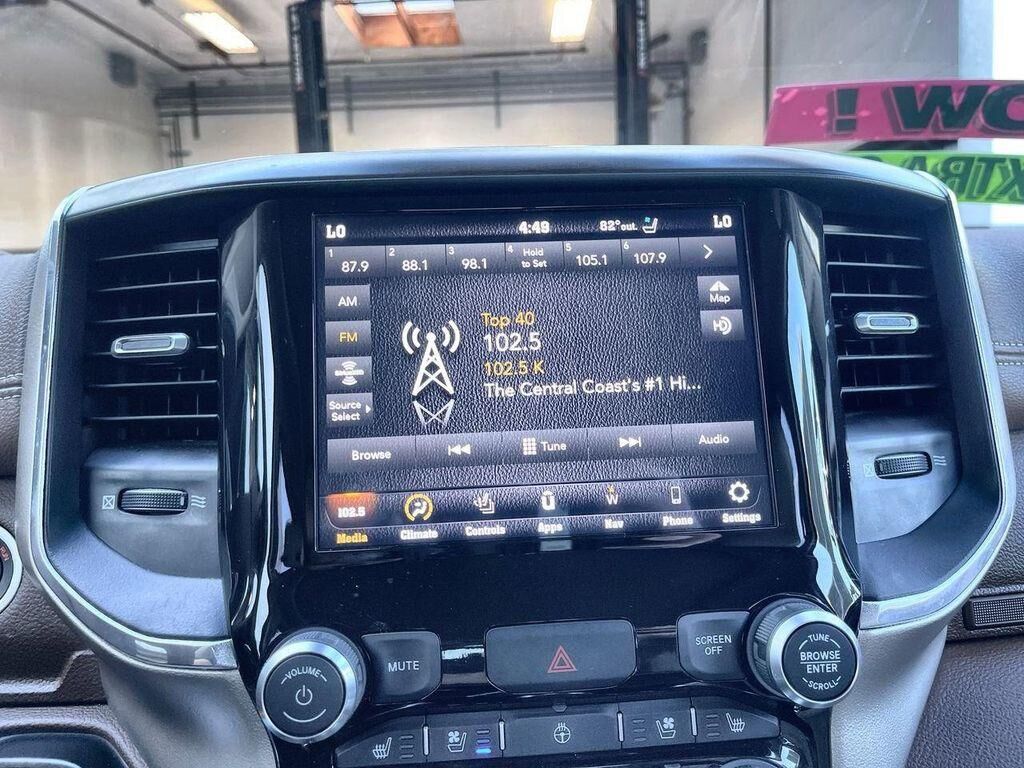 OW !
XTRA C
LO 4:49 82°out. LO
1 87.9 2 88.1 3 98.1 4 Hold to Set 5 105.1 6 107.9
AM
Map
FM
HD
Source
Select
Top 40
102.5
102.5 K
The Central Coast's #1 Hi...
Browse Tune Audio
102.5 W
Media Climate Controls Apps Nav Phone Settings
VOLUME
MUTE
SCREEN
OFF
TUNE
BROWSE
ENTER
SCROLL